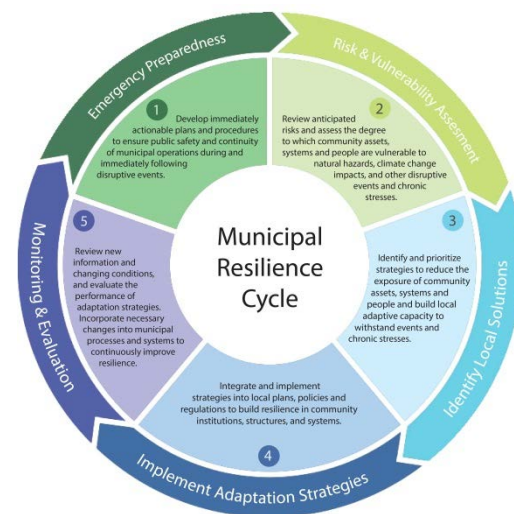 Municipal
Resilience
Cycle
Emergency Preparedness
1
Develop immediately
actionable plans and procedures
to ensure public safety and continuity
of municipal operations during and
immediately following
disruptive events.
Risk & Vulnerability Assesment
2
Review anticipated
risks and assess the degree
to which community assets,
systems and people are vulnerable to
natural hazards, climate change
impacts, and other disruptive
events and chronic
stresses.
Identify Local Solutions
3
Identify and prioritize
strategies to reduce the
exposure of community
assets, systems and
people and build local
adaptive capacity to
withstand events and
chronic stresses.
Implement Adaptation Strategies
Integrate and implement
strategies into local plans, policies and
regulations to build resilience in community
institutions, structures, and systems.
4
Monitoring & Evaluation
5
Review new
information and
changing conditions,
and evaluate the
performance of
adaptation strategies.
Incorporate necessary
changes into municipal
processes and systems to
continuously improve
resilience.